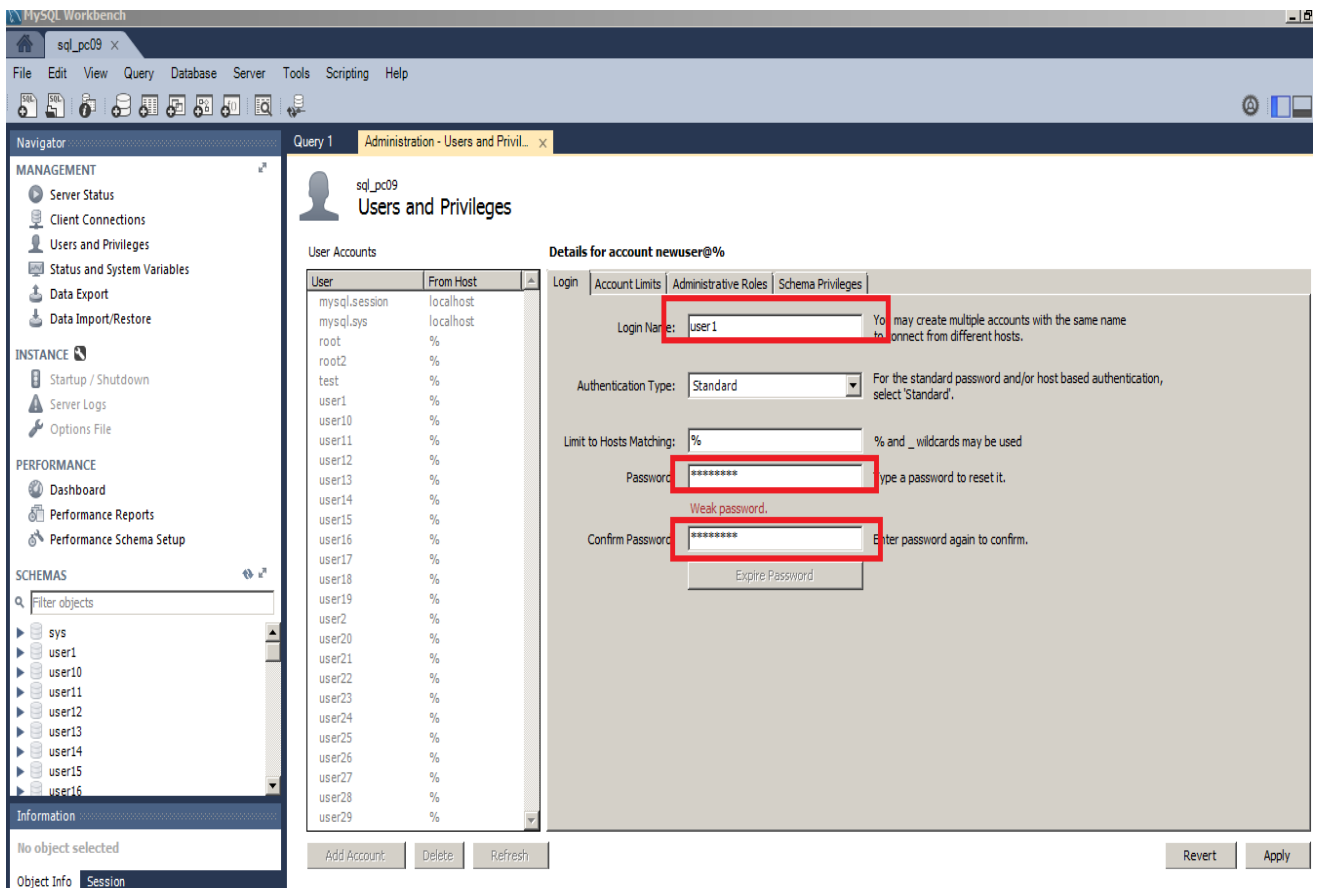 MySQL Workbench
sql_pc09
File Edit View Query Database Server Tools Scripting Help
Navigator
MANAGEMENT
Server Status
Client Connections
Users and Privileges
Status and System Variables
Data Export
Data Import/Restore
INSTANCE
Startup / Shutdown
Server Logs
Options File
PERFORMANCE
Dashboard
Performance Reports
Performance Schema Setup
SCHEMAS
Filter objects
sys
user1
user10
user11
user12
user13
user14
user15
user16
Information
No object selected
Object Info Session
Query 1 Administration - Users and Privil...
sql_pc09
Users and Privileges
User Accounts
User From Host
mysql.session localhost
mysql.sys localhost
root %
root2 %
test %
user1 %
user10 %
user11 %
user12 %
user13 %
user14 %
user15 %
user16 %
user17 %
user18 %
user19 %
user2 %
user20 %
user21 %
user22 %
user23 %
user24 %
user25 %
user26 %
user27 %
user28 %
user29 %
Add Account Delete Refresh
Details for account newuser@%
Login Account Limits Administrative Roles Schema Privileges
Login Name: user1 You may create multiple accounts with the same name
to connect from different hosts.
Authentication Type: Standard For the standard password and/or host based authentication,
select 'Standard'.
Limit to Hosts Matching: % % and _ wildcards may be used
Password ******** Type a password to reset it.
Weak password.
Confirm Password ******** Enter password again to confirm.
Expire Password
Revert Apply